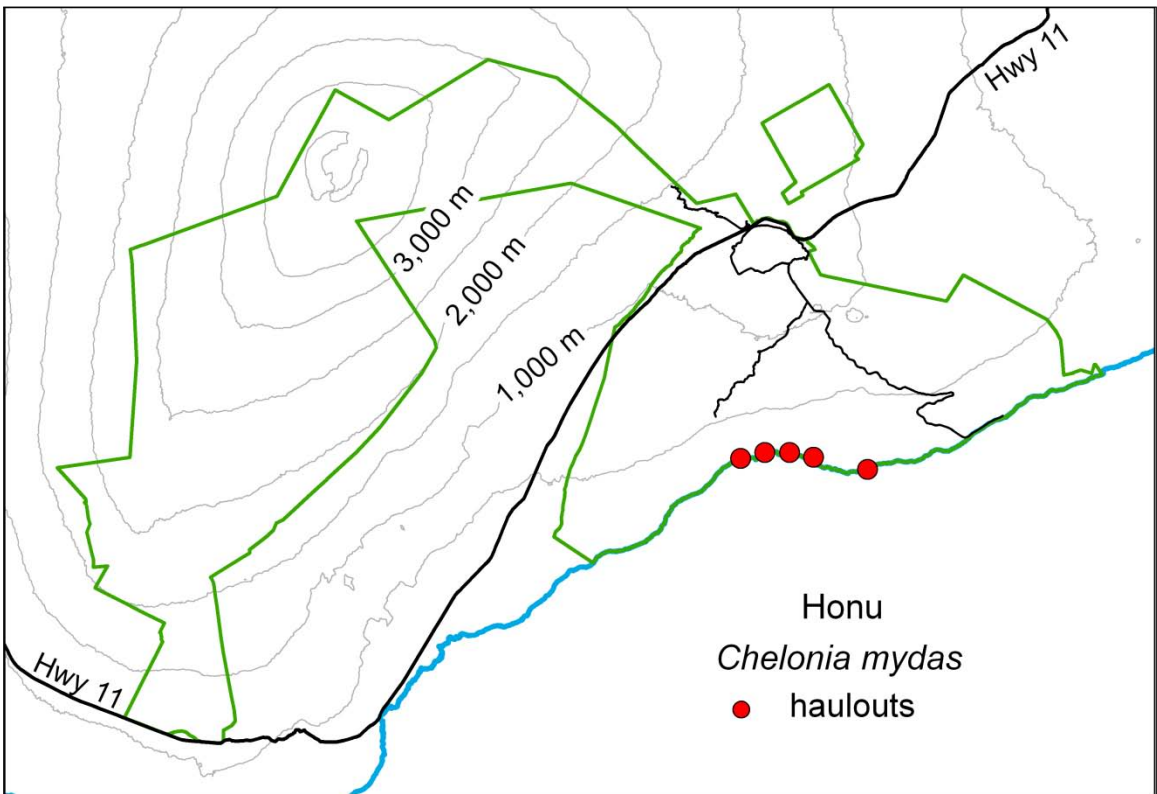 Hwy 11
3,000 m
2,000 m
1,000 m
Honu
Chelonia mydas
haulouts
Hwy 11